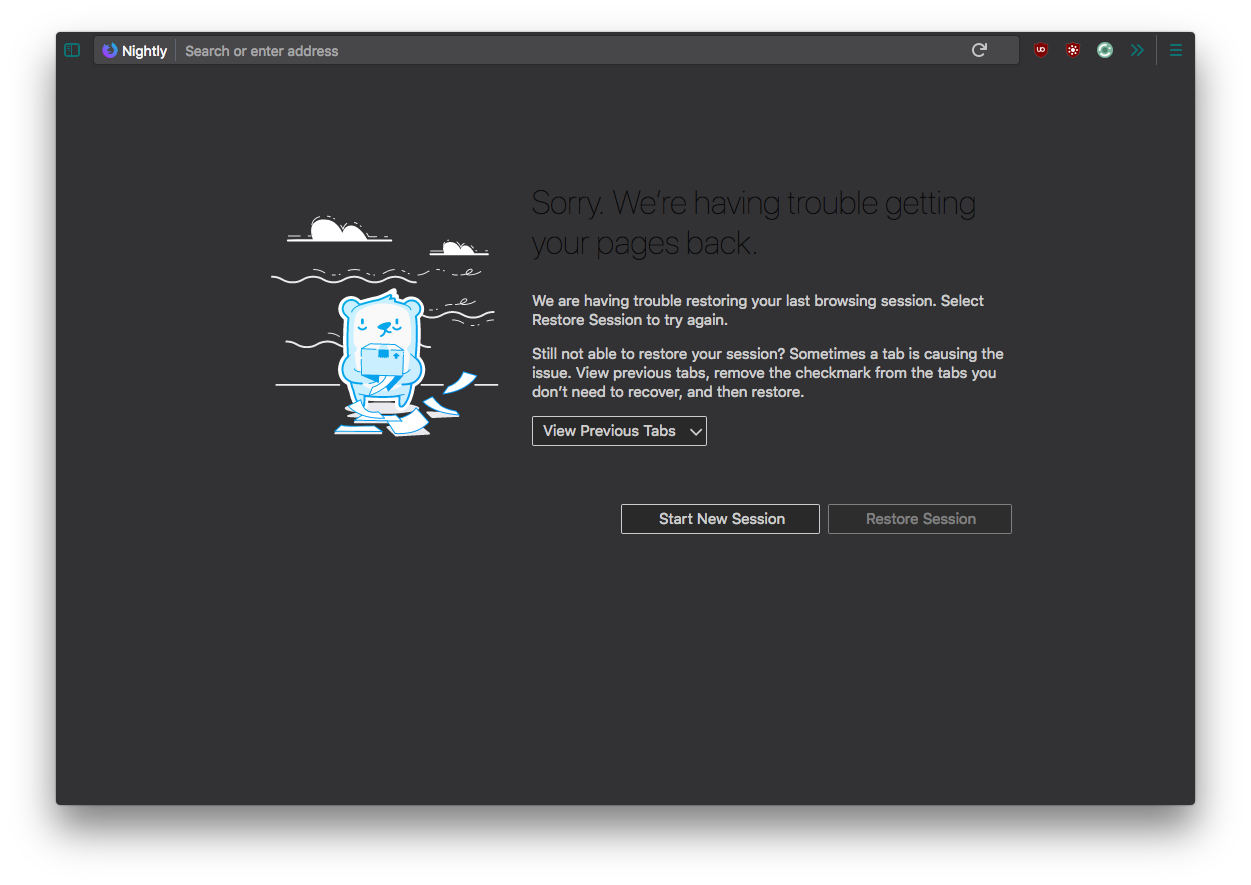 Nightly
Search or enter address
UO
Sorry. We’re having trouble getting
your pages back.
We are having trouble restoring your last browsing session. Select
Restore Session to try again.
Still not able to restore your session? Sometimes a tab is causing the
issue. View previous tabs, remove the checkmark from the tabs you
don’t need to recover, and then restore.
View Previous Tabs
Start New Session
Restore Session